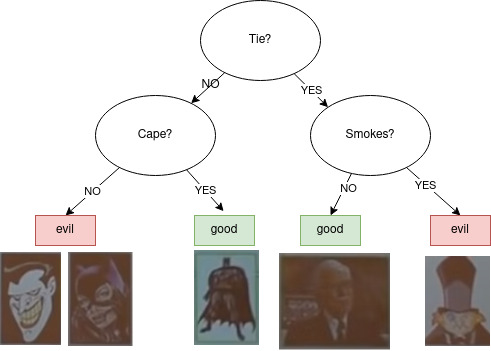 Tie?
NO
YES
Cape?
Smokes?
NO
YES
NO
YES
evil
good
good
evil